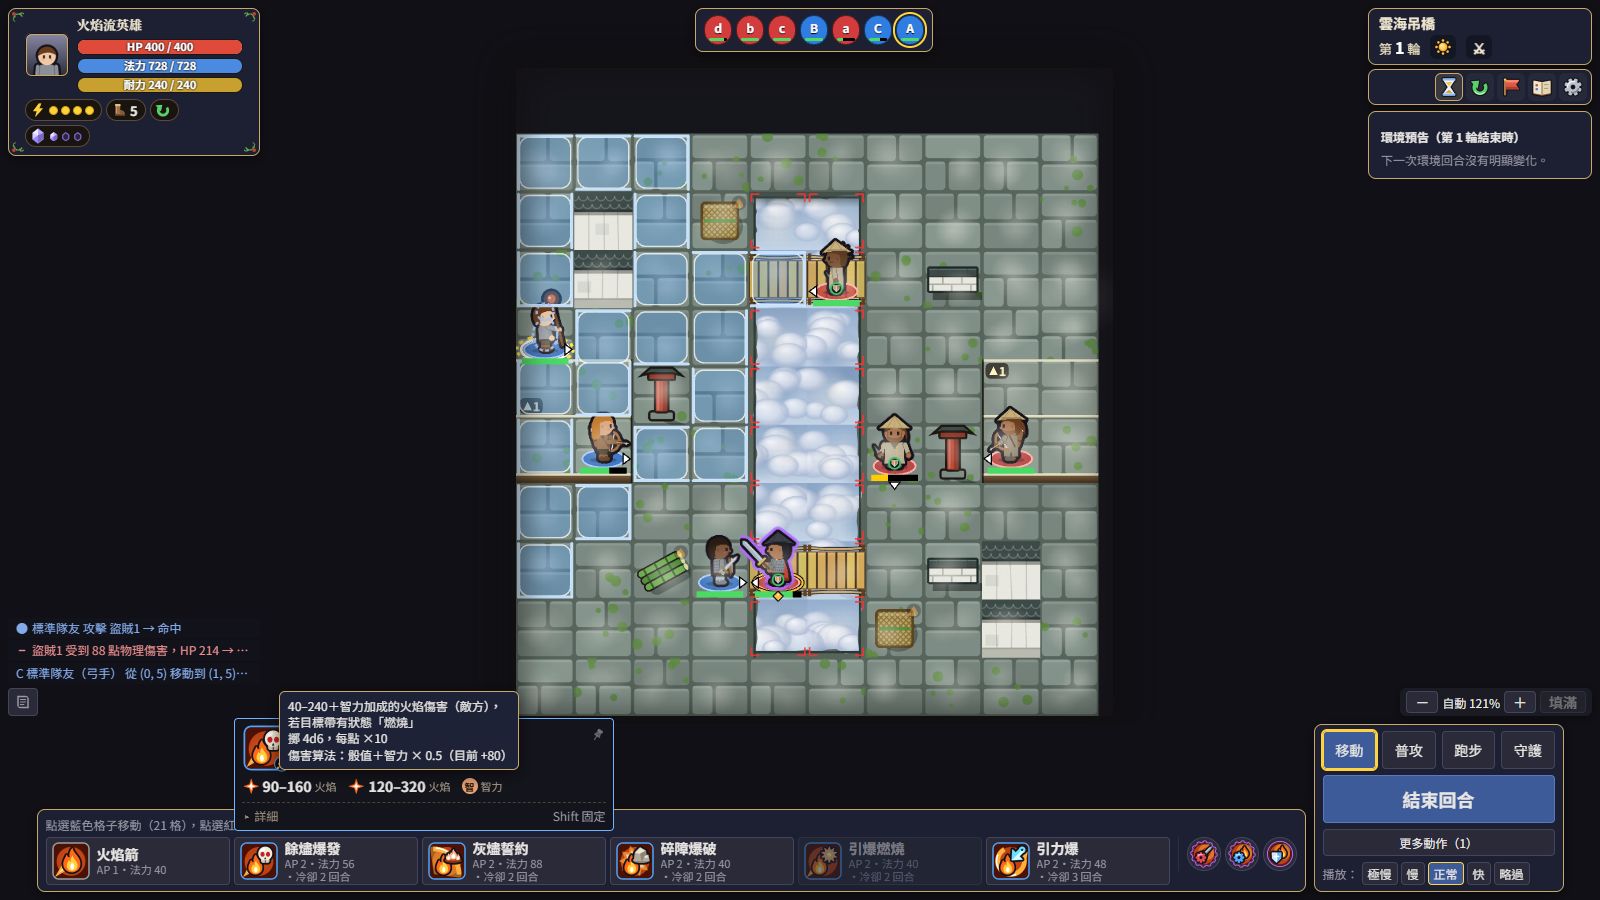 火焰流英雄
HP 400 / 400
法力 728 / 728
耐力 240 / 240
5
d b c B a C A
雲海吊橋
第 1 輪
環境預告（第 1 輪結束時）
下一次環境回合沒有明顯變化。
▲1
▲1
標準隊友 攻擊 盜賊1 → 命中
– 盜賊1 受到 88 點物理傷害，HP 214 → …
C 標準隊友（弓手） 從 (0, 5) 移動到 (1, 5)…
40–240＋智力加成的火焰傷害（敵方），
若目標帶有狀態「燃燒」
擲 4d6，每點 ×10
傷害算法：骰值＋智力 × 0.5（目前 +80）
90–160 火焰 120–320 火焰 智 智力
▸ 詳細 Shift 固定
點選藍色格子移動（21 格），點選紅
火焰箭
AP 1・法力 40
餘燼爆發
AP 2・法力 56
・冷卻 2 回合
灰燼誓約
AP 2・法力 88
・冷卻 2 回合
碎障爆破
AP 2・法力 40
・冷卻 2 回合
引爆燃燒
AP 2・法力 40
・冷卻 2 回合
引力爆
AP 2・法力 48
・冷卻 3 回合
− 自動 121% + 填滿
移動 普攻 跑步 守護
結束回合
更多動作（1）
播放： 極慢 慢 正常 快 略過